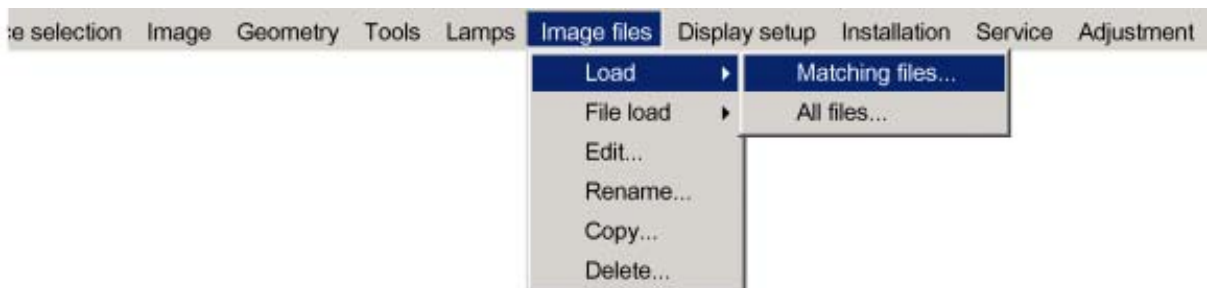 e selection Image Geometry Tools Lamps Image files Display setup Installation Service Adjustment
Load Matching files...
File load All files...
Edit...
Rename...
Copy...
Delete...